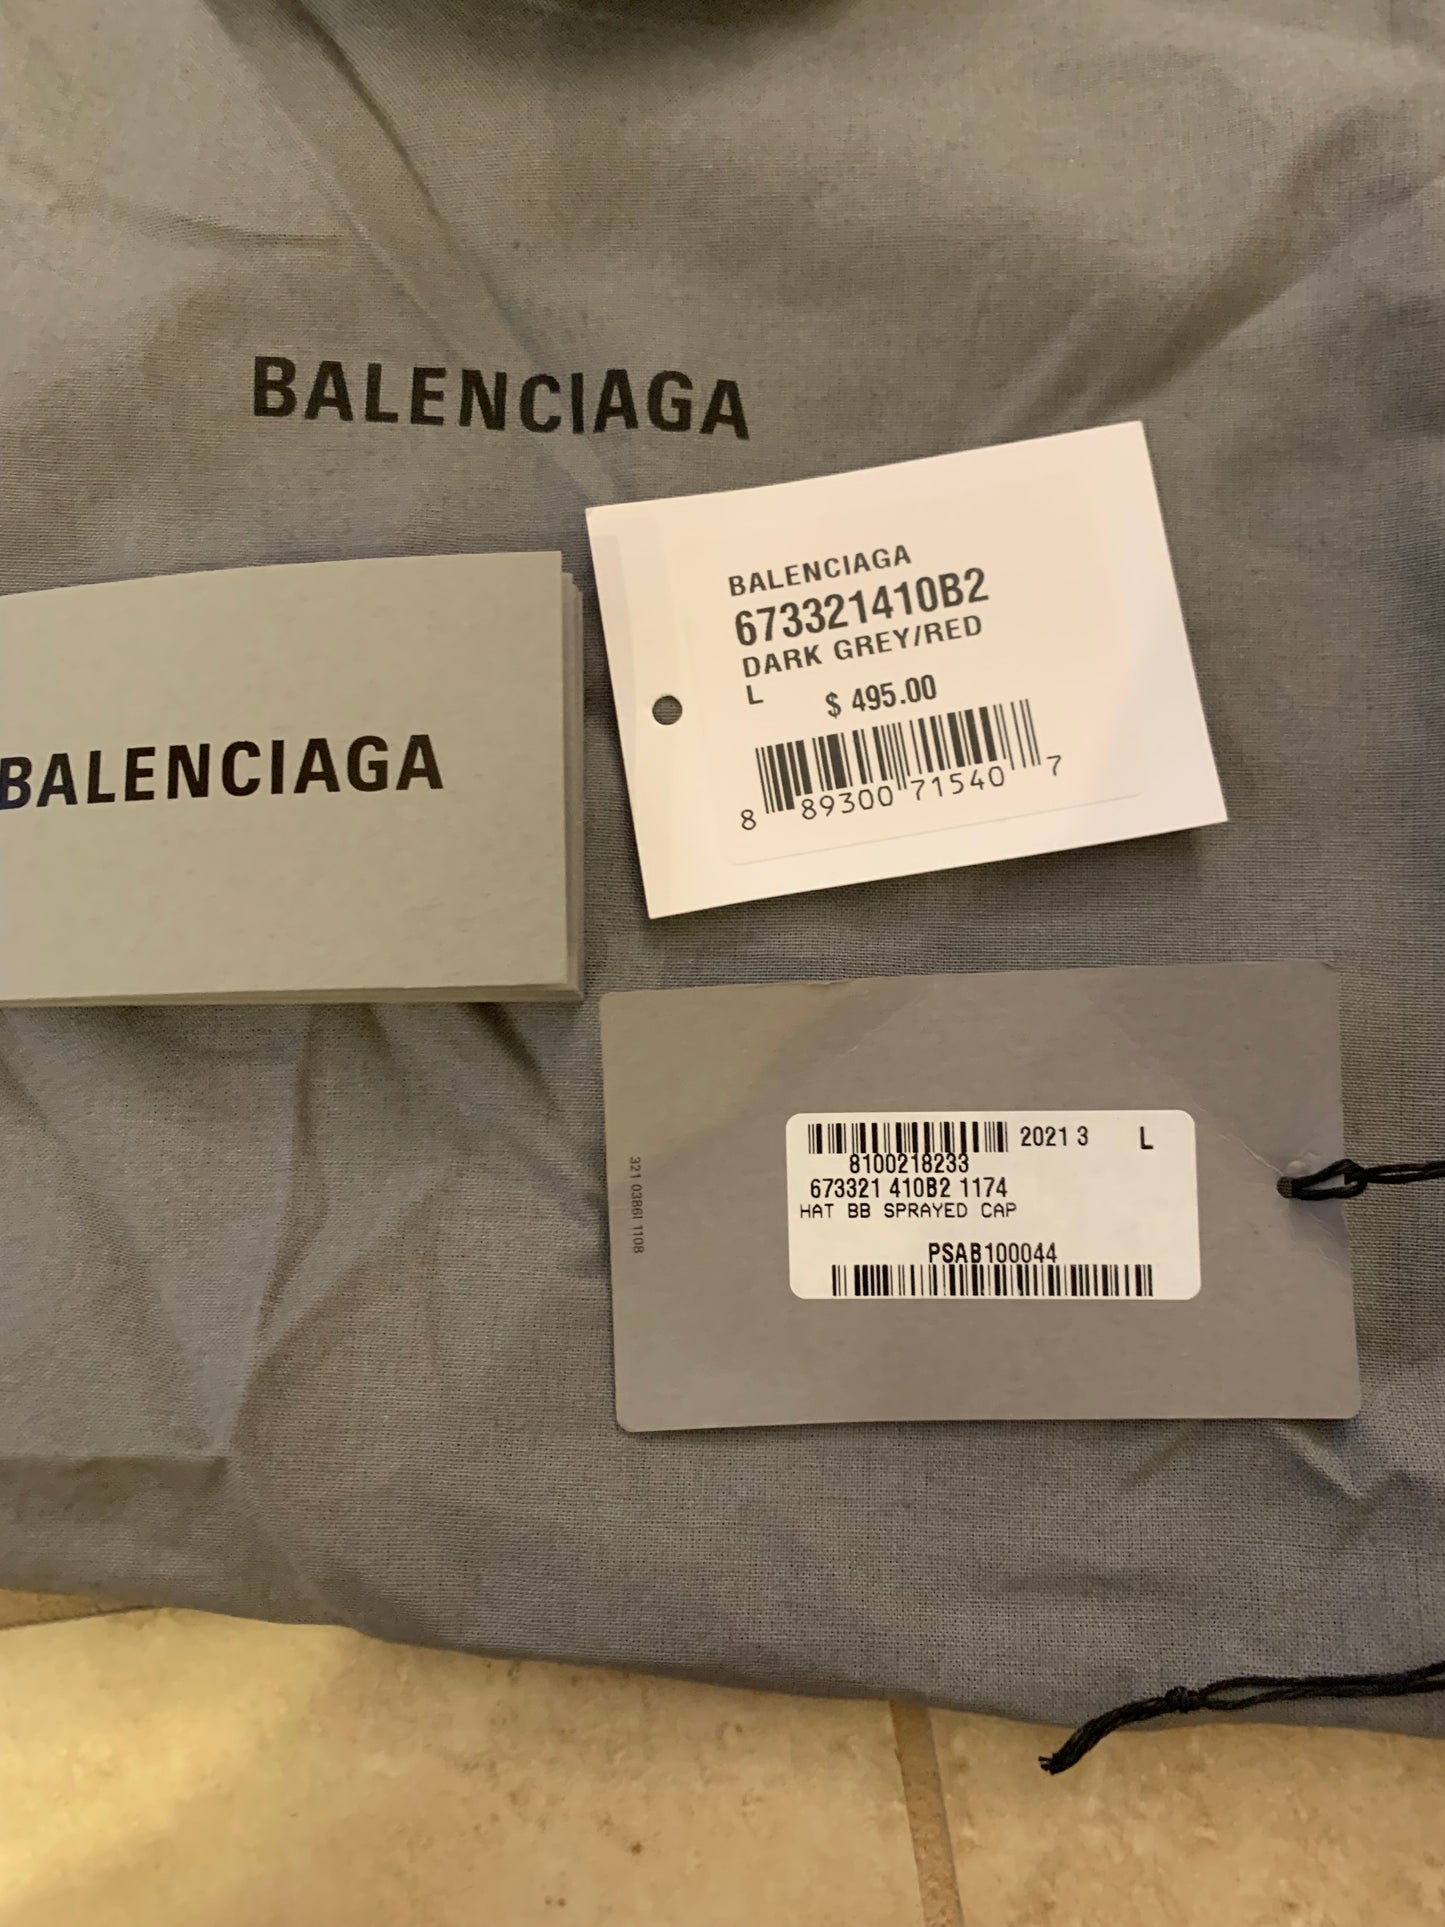 BALENCIAGA
BALENCIAGA
BALENCIAGA
673321410B2
DARK GREY/RED
L $ 495.00
8 89300 71540 7
2021 3 L
8100218233
673321 410B2 1174
HAT BB SPRAYED CAP
PSAB100044
321 0386I 1108